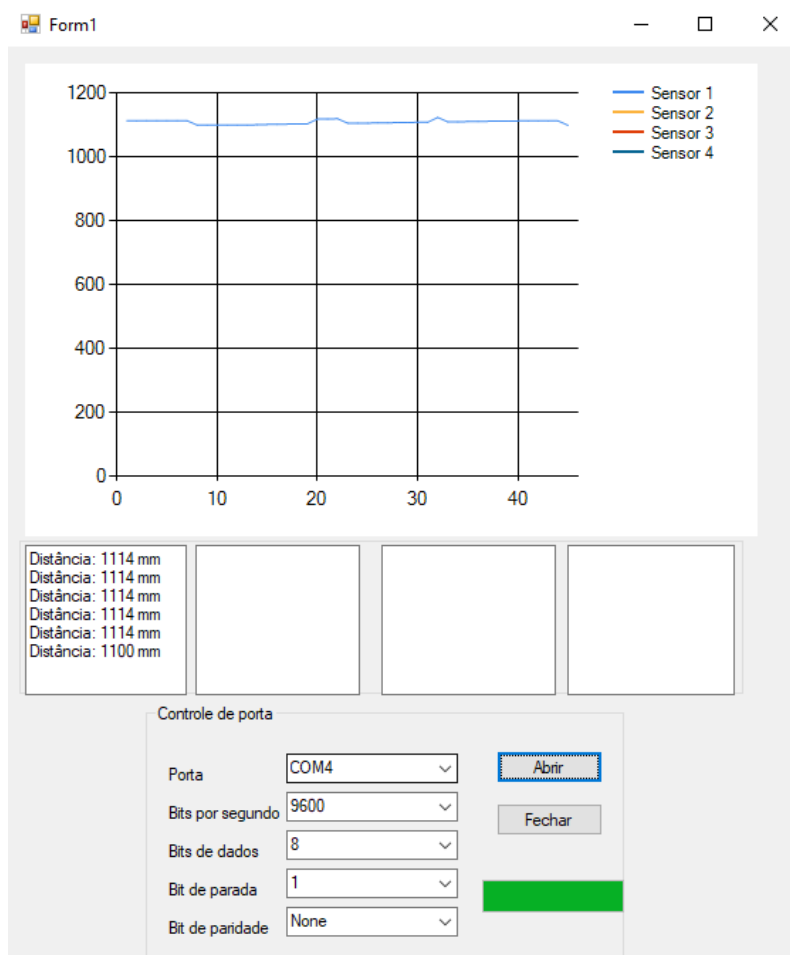 Form1
1200
1000
800
600
400
200
0
0 10 20 30 40
Sensor 1
Sensor 2
Sensor 3
Sensor 4
Distância: 1114 mm
Distância: 1114 mm
Distância: 1114 mm
Distância: 1114 mm
Distância: 1114 mm
Distância: 1100 mm
Controle de porta
Porta COM4 Abrir
Bits por segundo 9600 Fechar
Bits de dados 8
Bit de parada 1
Bit de paridade None